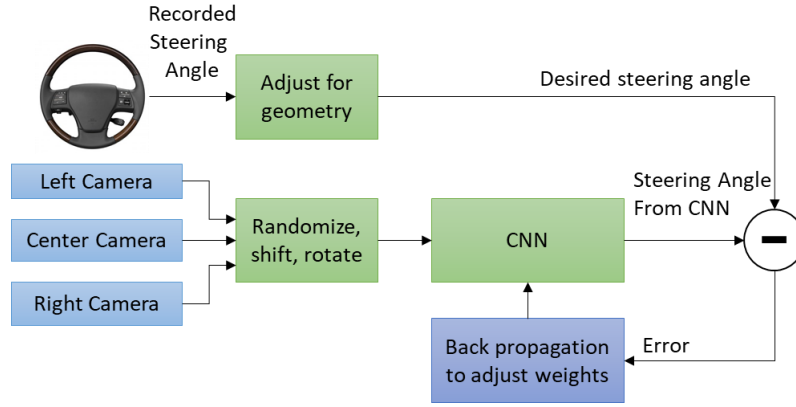 Recorded
Steering
Angle
Adjust for
geometry
Desired steering angle
Left Camera
Center Camera
Right Camera
Randomize,
shift, rotate
CNN
Steering Angle
From CNN
Back propagation
to adjust weights
Error